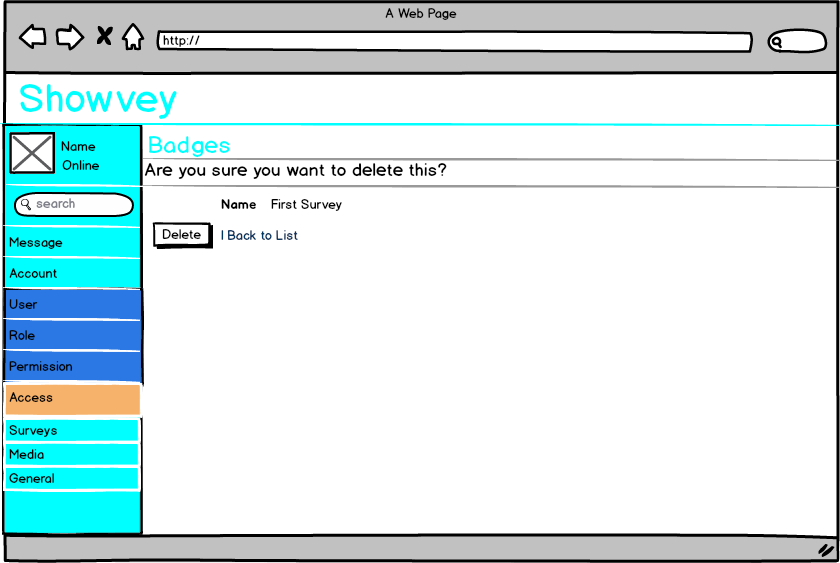 A Web Page
http://
Showvey
Name
Online
search
Message
Account
User
Role
Permission
Access
Surveys
Media
General
Badges
Are you sure you want to delete this?
Name First Survey
Delete | Back to List